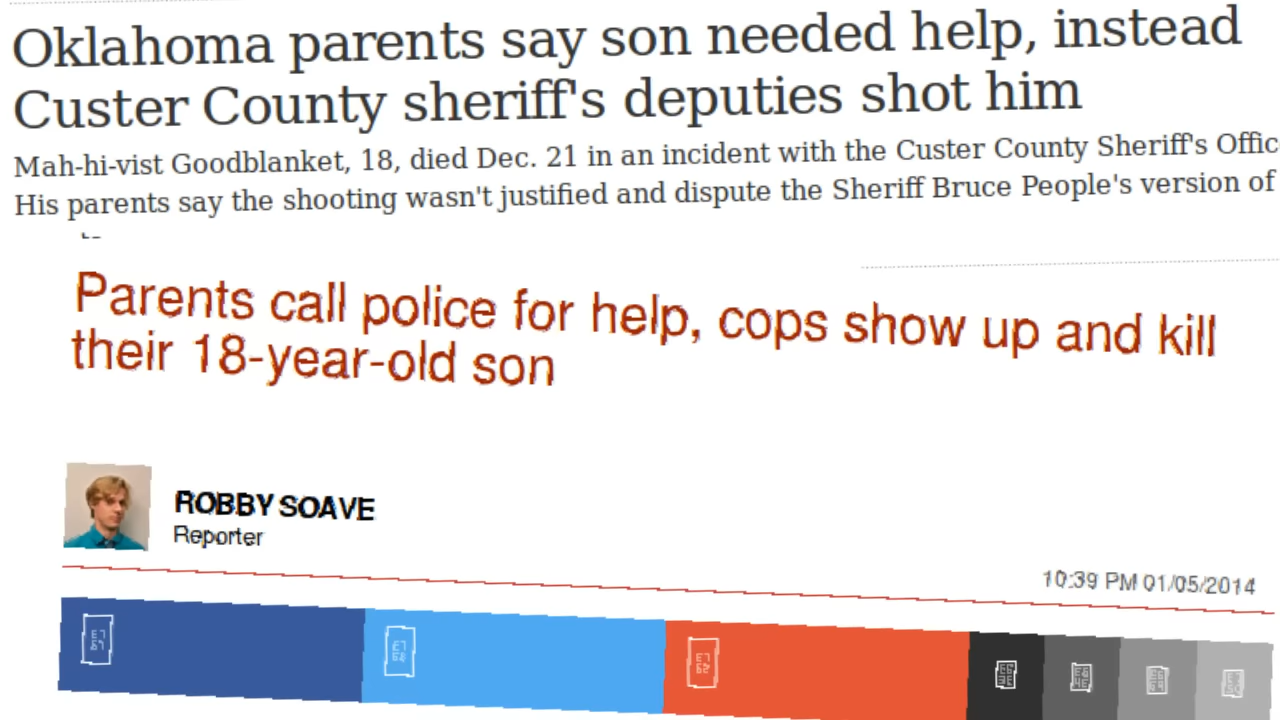 Oklahoma parents say son needed help, instead
Custer County sheriff's deputies shot him
Mah-hi-vist Goodblanket, 18, died Dec. 21 in an incident with the Custer County Sheriff's Offic
His parents say the shooting wasn't justified and dispute the Sheriff Bruce People's version of
Parents call police for help, cops show up and kill
their 18-year-old son
ROBBY SOAVE
Reporter
10:39 PM 01/05/2014